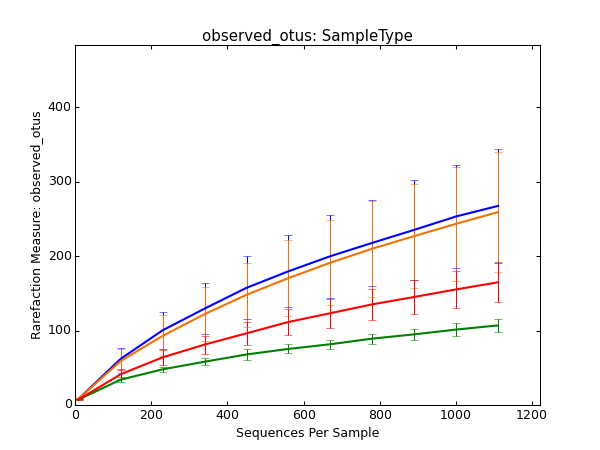 observed_otus: SampleType
Rarefaction Measure: observed_otus
400
300
200
100
0
0 200 400 600 800 1000 1200
Sequences Per Sample